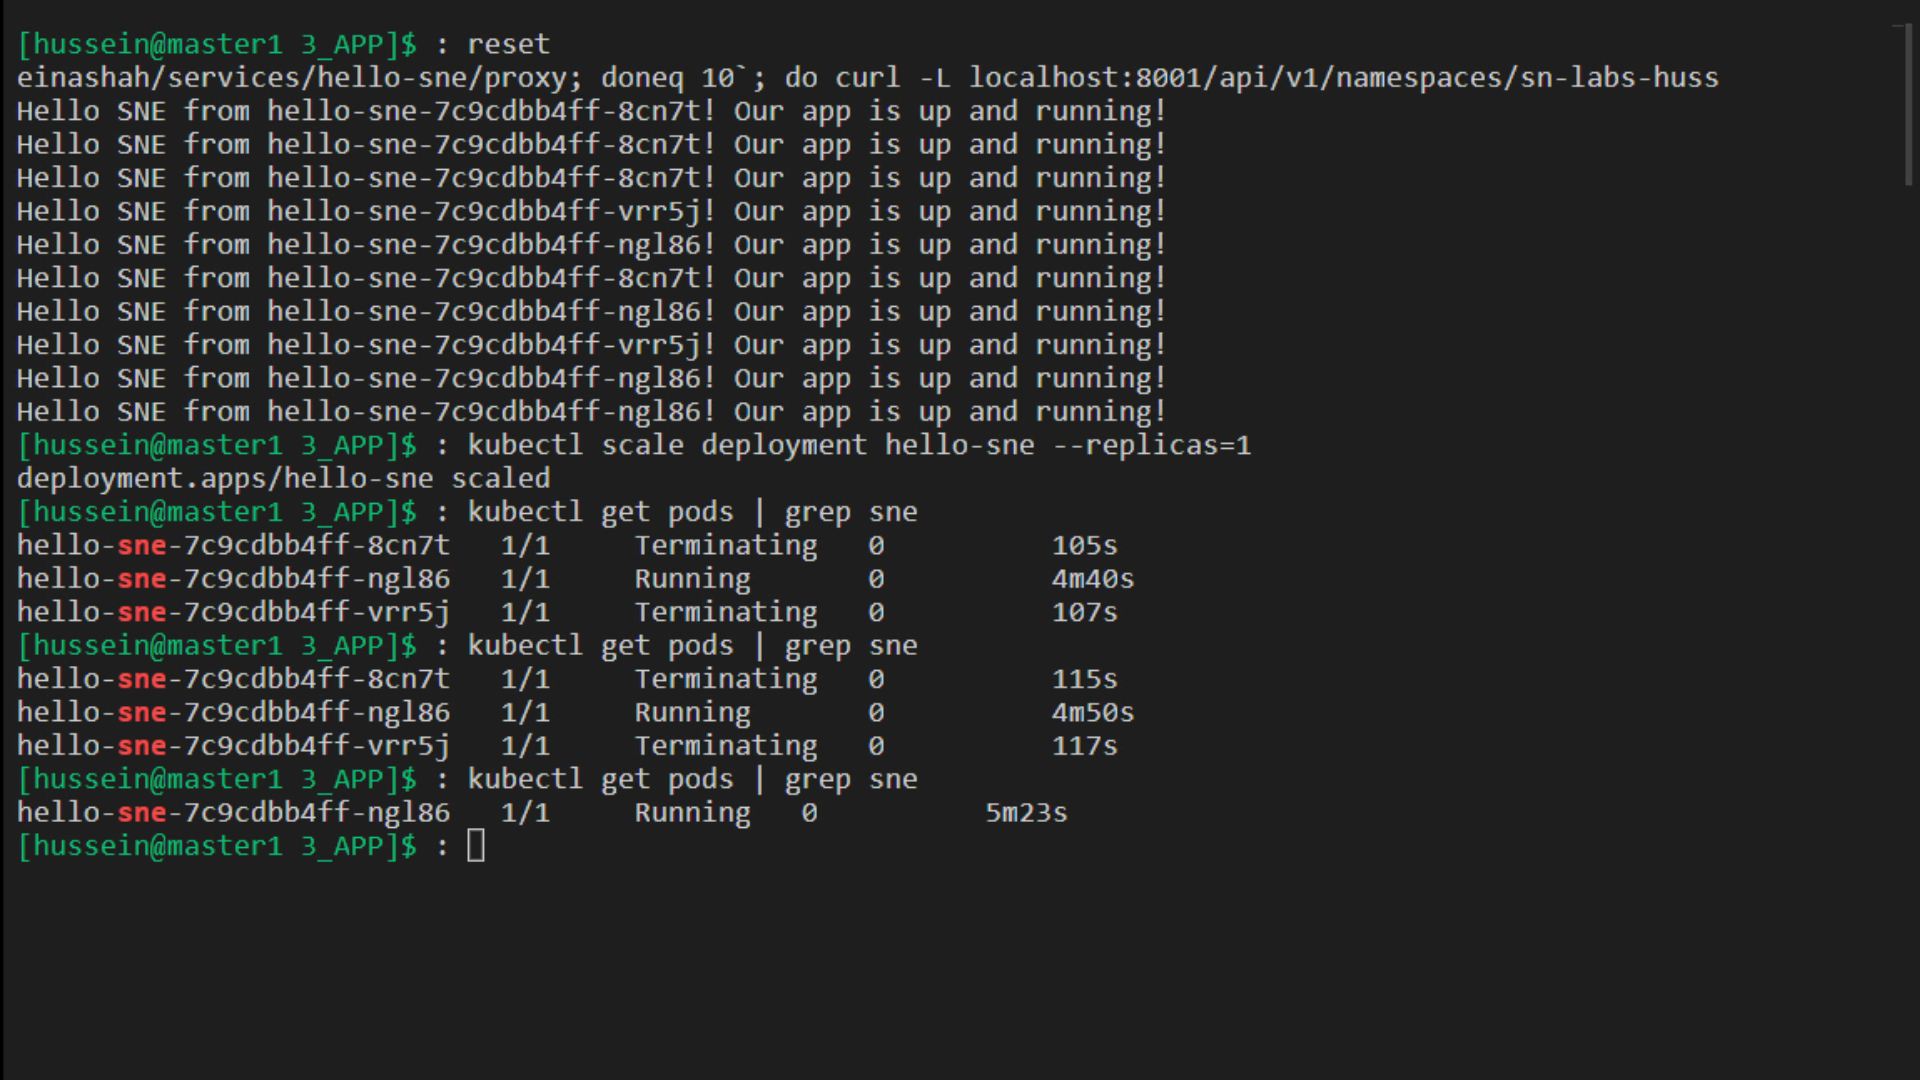 [hussein@master1 3_APP]$ : reset
einashah/services/hello-sne/proxy; doneq 10`; do curl -L localhost:8001/api/v1/namespaces/sn-labs-huss
Hello SNE from hello-sne-7c9cdbb4ff-8cn7t! Our app is up and running!
Hello SNE from hello-sne-7c9cdbb4ff-8cn7t! Our app is up and running!
Hello SNE from hello-sne-7c9cdbb4ff-8cn7t! Our app is up and running!
Hello SNE from hello-sne-7c9cdbb4ff-vrr5j! Our app is up and running!
Hello SNE from hello-sne-7c9cdbb4ff-ngl86! Our app is up and running!
Hello SNE from hello-sne-7c9cdbb4ff-8cn7t! Our app is up and running!
Hello SNE from hello-sne-7c9cdbb4ff-ngl86! Our app is up and running!
Hello SNE from hello-sne-7c9cdbb4ff-vrr5j! Our app is up and running!
Hello SNE from hello-sne-7c9cdbb4ff-ngl86! Our app is up and running!
Hello SNE from hello-sne-7c9cdbb4ff-ngl86! Our app is up and running!
[hussein@master1 3_APP]$ : kubectl scale deployment hello-sne --replicas=1
deployment.apps/hello-sne scaled
[hussein@master1 3_APP]$ : kubectl get pods | grep sne
hello-sne-7c9cdbb4ff-8cn7t   1/1     Terminating   0          105s
hello-sne-7c9cdbb4ff-ngl86   1/1     Running       0          4m40s
hello-sne-7c9cdbb4ff-vrr5j   1/1     Terminating   0          107s
[hussein@master1 3_APP]$ : kubectl get pods | grep sne
hello-sne-7c9cdbb4ff-8cn7t   1/1     Terminating   0          115s
hello-sne-7c9cdbb4ff-ngl86   1/1     Running       0          4m50s
hello-sne-7c9cdbb4ff-vrr5j   1/1     Terminating   0          117s
[hussein@master1 3_APP]$ : kubectl get pods | grep sne
hello-sne-7c9cdbb4ff-ngl86   1/1     Running   0          5m23s
[hussein@master1 3_APP]$ :